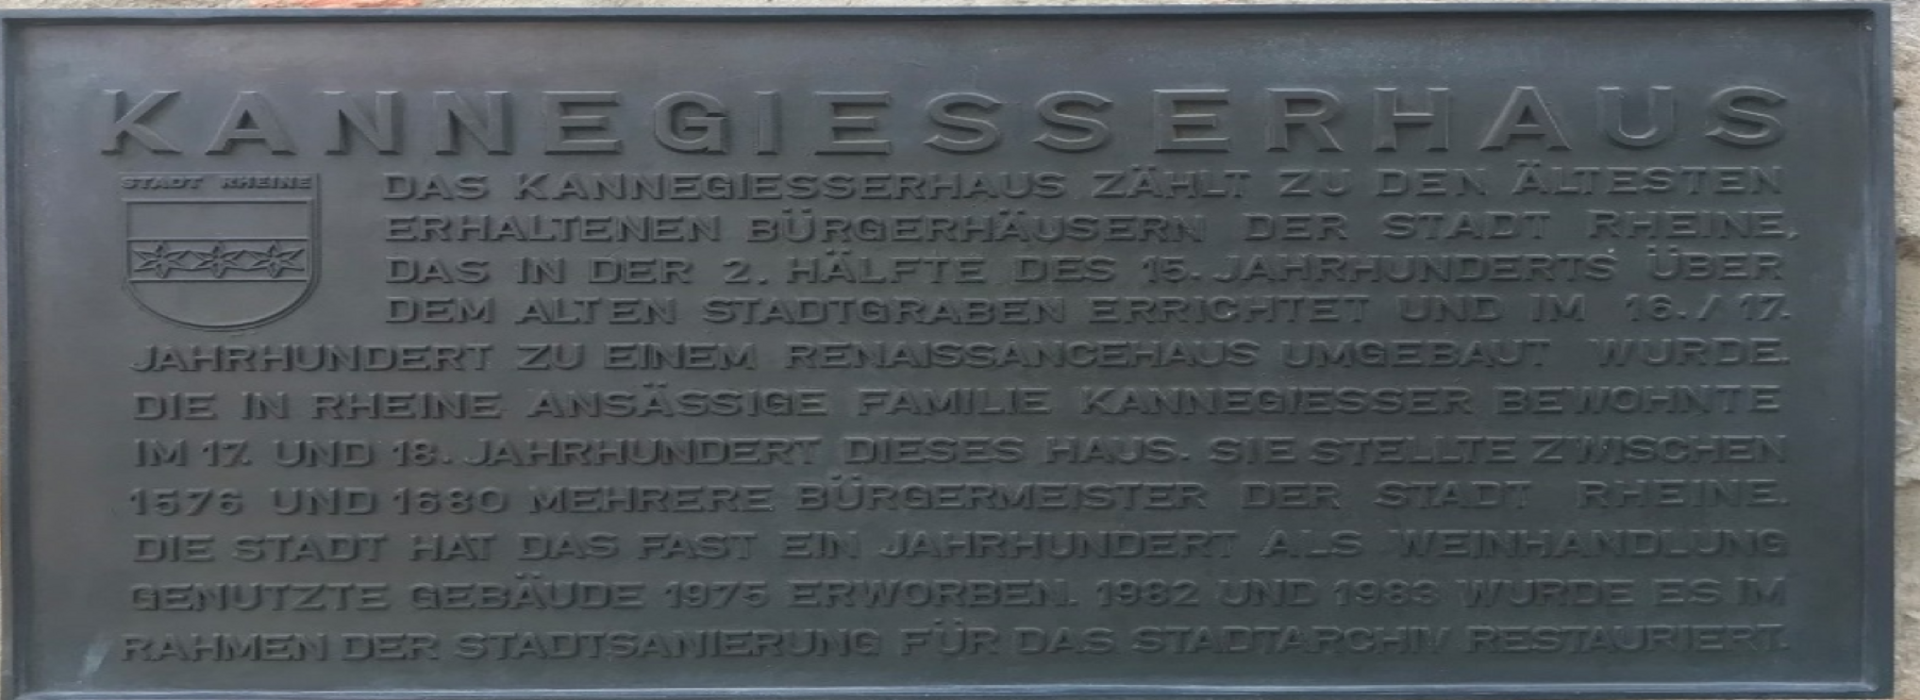 KANNEGIESSERHAUS
STADT RHEINE
DAS KANNEGIESSERHAUS ZÄHLT ZU DEN ÄLTESTEN
ERHALTENEN BÜRGERHÄUSERN DER STADT RHEINE,
DAS IN DER 2. HÄLFTE DES 15. JAHRHUNDERTS ÜBER
DEM ALTEN STADTGRABEN ERRICHTET UND IM 16./17.
JAHRHUNDERT ZU EINEM RENAISSANCEHAUS UMGEBAUT WURDE.
DIE IN RHEINE ANSÄSSIGE FAMILIE KANNEGIESSER BEWOHNTE
IM 17. UND 18. JAHRHUNDERT DIESES HAUS. SIE STELLTE ZWISCHEN
1576 UND 1680 MEHRERE BÜRGERMEISTER DER STADT RHEINE.
DIE STADT HAT DAS FAST EIN JAHRHUNDERT ALS WEINHANDLUNG
GENUTZTE GEBÄUDE 1975 ERWORBEN. 1982 UND 1983 WURDE ES IM
RAHMEN DER STADTSANIERUNG FÜR DAS STADTARCHIV RESTAURIERT.